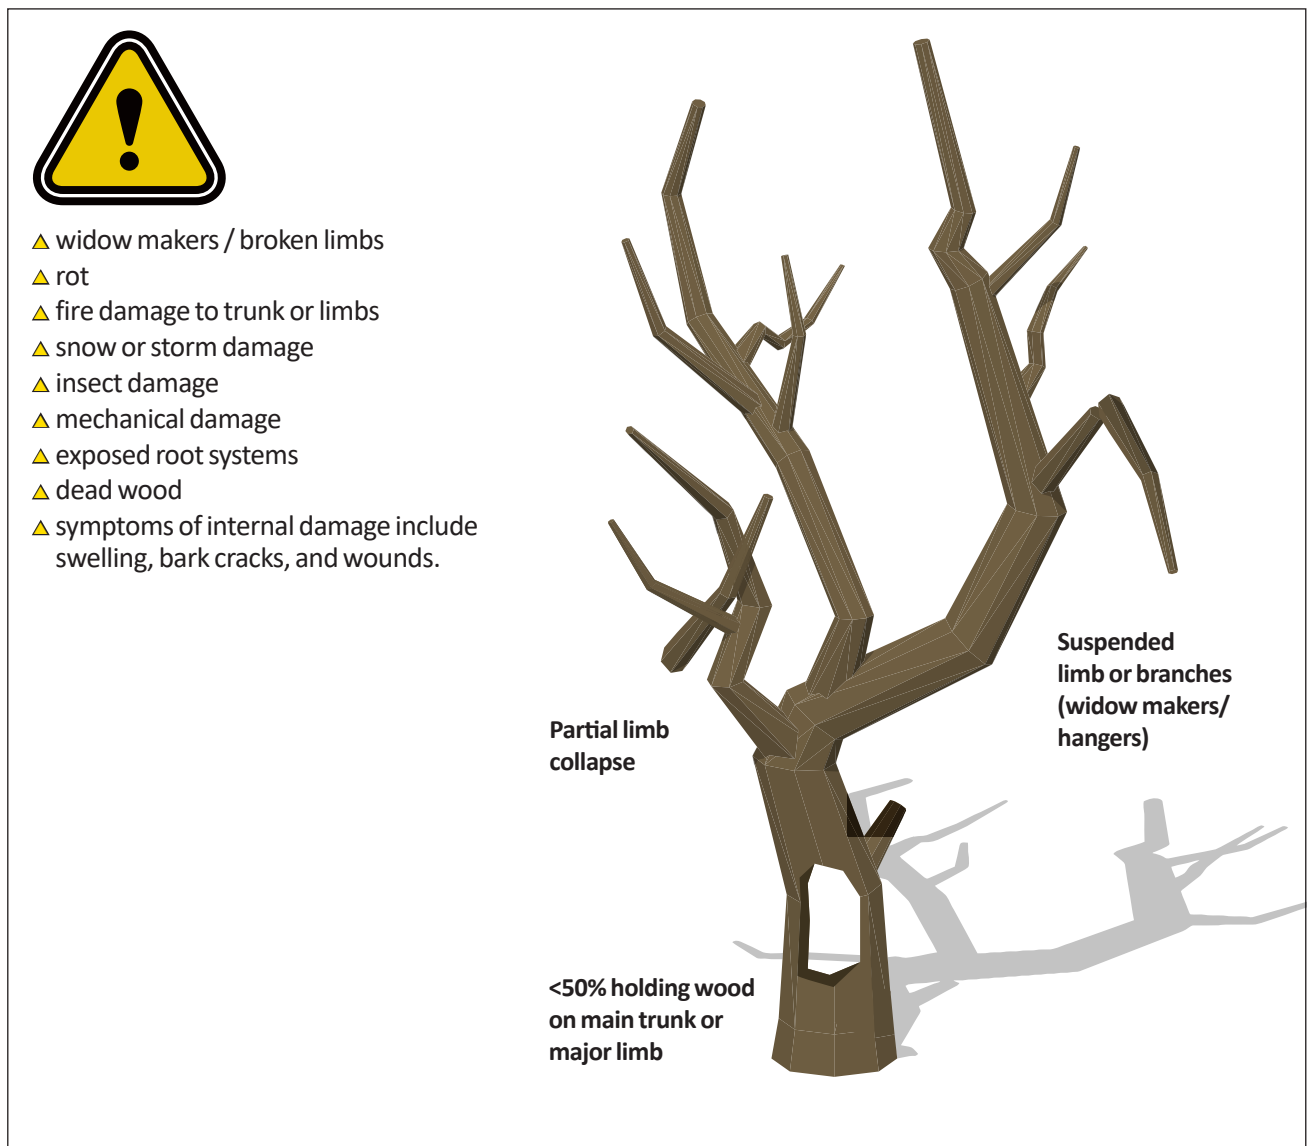 widow makers / broken limbs
rot
fire damage to trunk or limbs
snow or storm damage
insect damage
mechanical damage
exposed root systems
dead wood
symptoms of internal damage include
swelling, bark cracks, and wounds.
Suspended
limb or branches
(widow makers/
hangers)
Partial limb
collapse
<50% holding wood
on main trunk or
major limb